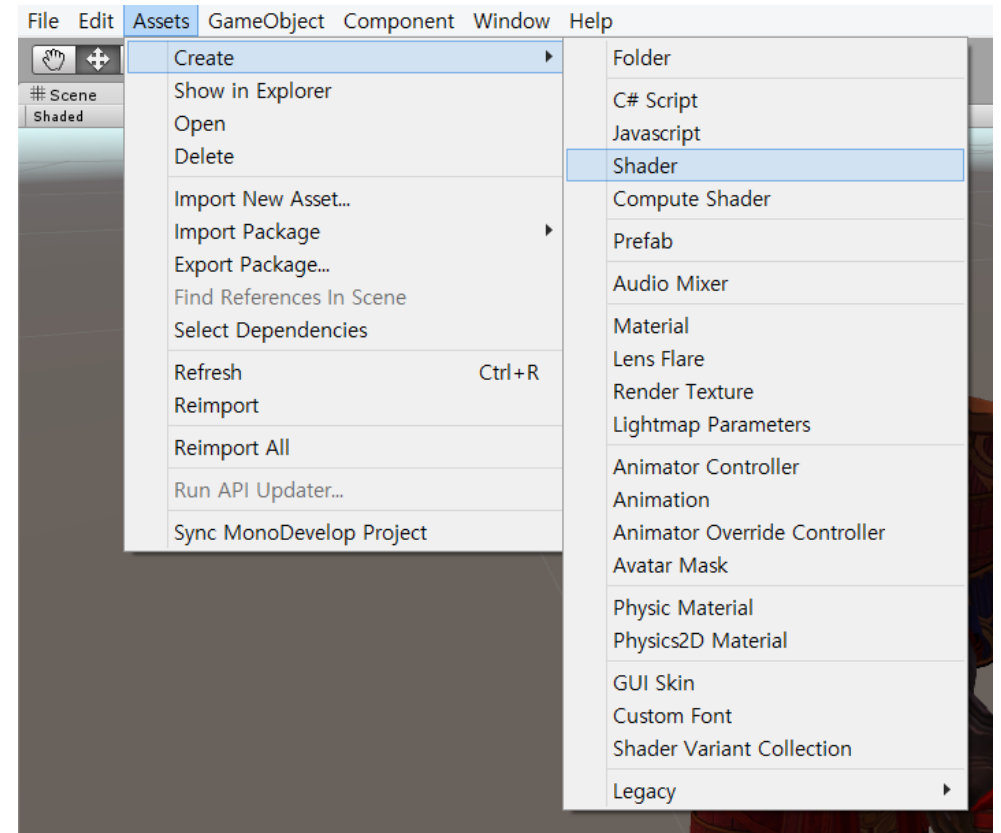 File Edit Assets GameObject Component Window Help
# Scene
Shaded
Create
Show in Explorer
Open
Delete
Import New Asset...
Import Package
Export Package...
Find References In Scene
Select Dependencies
Refresh Ctrl+R
Reimport
Reimport All
Run API Updater...
Sync MonoDevelop Project
Folder
C# Script
Javascript
Shader
Compute Shader
Prefab
Audio Mixer
Material
Lens Flare
Render Texture
Lightmap Parameters
Animator Controller
Animation
Animator Override Controller
Avatar Mask
Physic Material
Physics2D Material
GUI Skin
Custom Font
Shader Variant Collection
Legacy